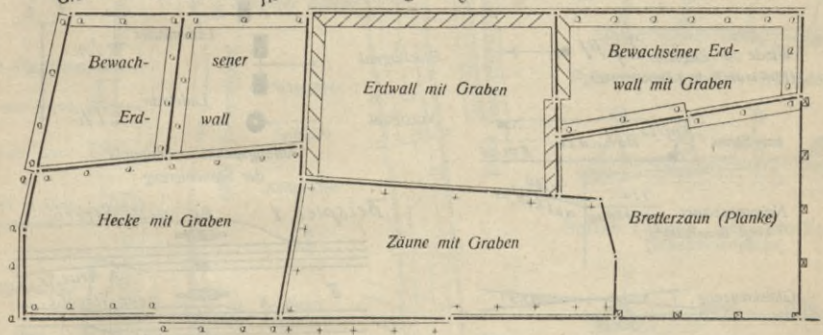 Bewach- sener
Erd- wall
Erdwall mit Graben
Bewachsener Erd-
wall mit Graben
Hecke mit Graben
Zäune mit Graben
Bretterzaun (Planke)